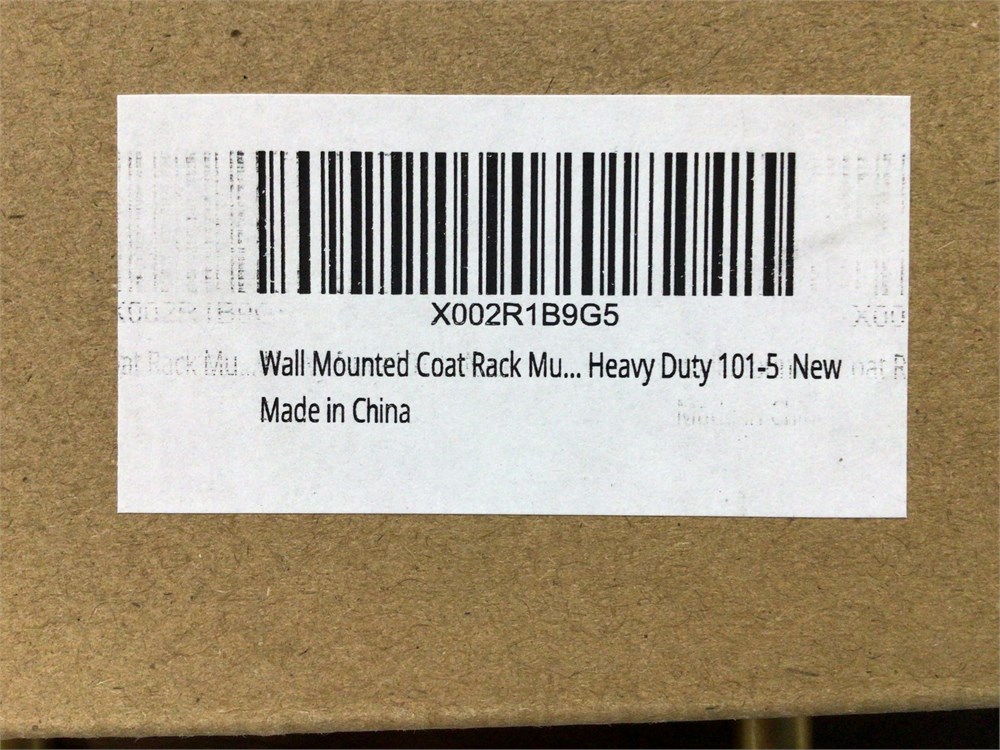 X002R1B9G5
Wall Mounted Coat Rack Mu... Heavy Duty 101-5 New
Made in China